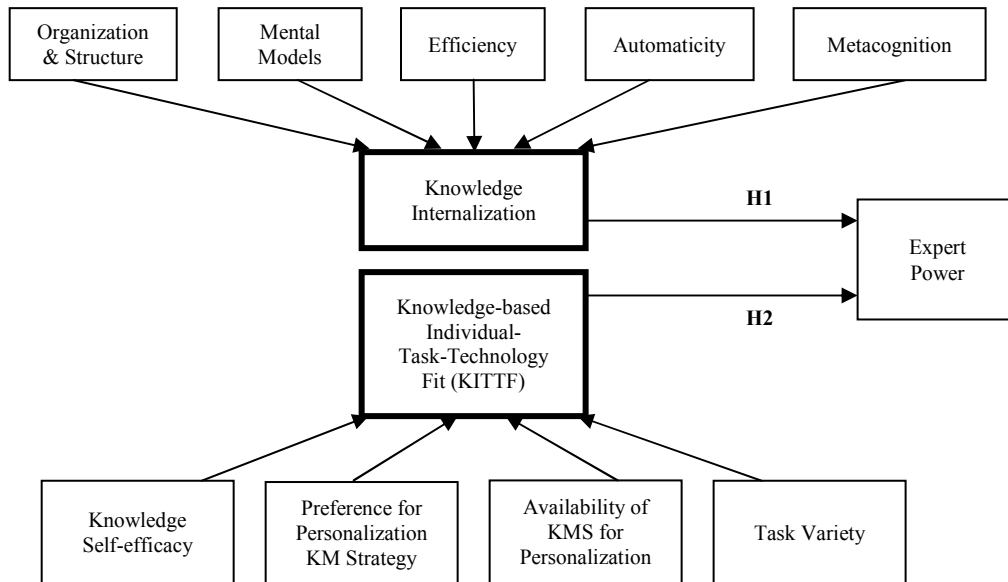 Organization
& Structure
Mental
Models
Efficiency
Automaticity
Metacognition
Knowledge
Internalization
H1
Expert
Power
Knowledge-based
Individual-
Task-Technology
Fit (KITTF)
H2
Knowledge
Self-efficacy
Preference for
Personalization
KM Strategy
Availability of
KMS for
Personalization
Task Variety